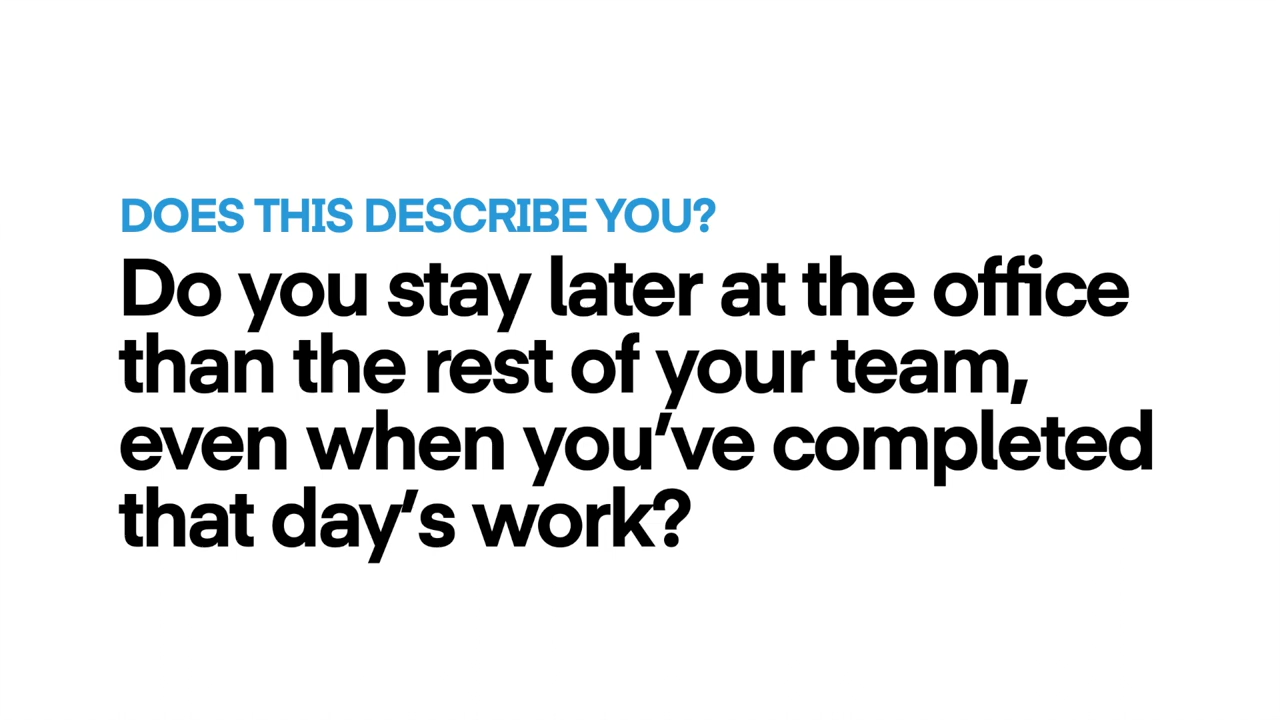 DOES THIS DESCRIBE YOU?
Do you stay later at the office
than the rest of your team,
even when you’ve completed
that day’s work?